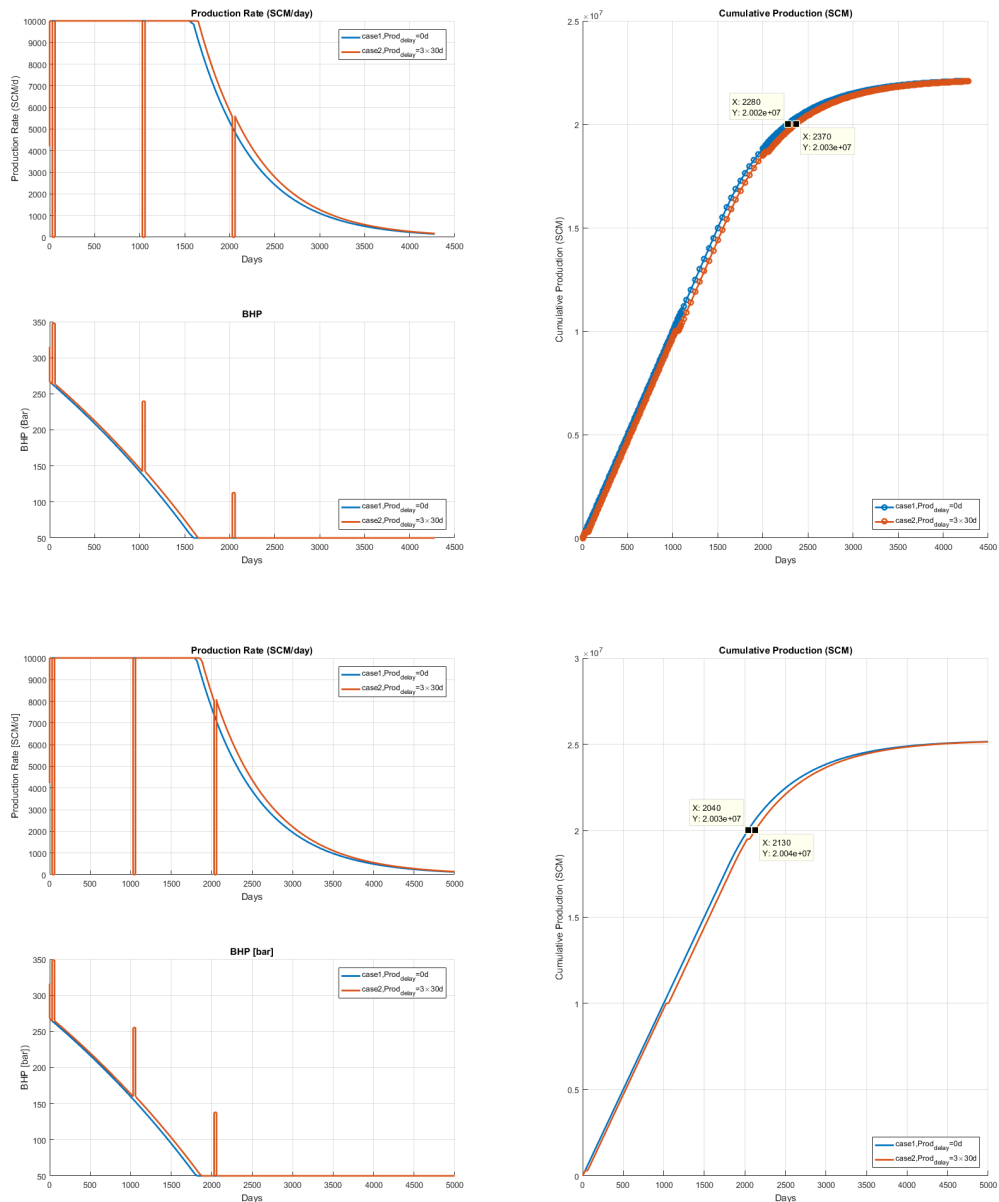 Production Rate (SCM/day)
Production Rate (SCM/d)
10000
9000
8000
7000
6000
5000
4000
3000
2000
1000
0
case1,Prod_delay=0d
case2,Prod_delay=3×30d
0 500 1000 1500 2000 2500 3000 3500 4000 4500
Days
BHP
BHP (Bar)
350
300
250
200
150
100
50
case1,Prod_delay=0d
case2,Prod_delay=3×30d
0 500 1000 1500 2000 2500 3000 3500 4000 4500
Days
Cumulative Production (SCM)
×10^7
Cumulative Production (SCM)
2.5
2
1.5
1
0.5
0
X: 2280
Y: 2.002e+07
X: 2370
Y: 2.003e+07
case1,Prod_delay=0d
case2,Prod_delay=3×30d
0 500 1000 1500 2000 2500 3000 3500 4000 4500
Days
Production Rate (SCM/day)
Production Rate [SCM/d]
10000
9000
8000
7000
6000
5000
4000
3000
2000
1000
0
case1,Prod_delay=0d
case2,Prod_delay=3×30d
0 500 1000 1500 2000 2500 3000 3500 4000 4500 5000
Days
BHP [bar]
BHP [bar])
350
300
250
200
150
100
50
case1,Prod_delay=0d
case2,Prod_delay=3×30d
0 500 1000 1500 2000 2500 3000 3500 4000 4500 5000
Days
Cumulative Production (SCM)
×10^7
Cumulative Production (SCM)
3
2.5
2
1.5
1
0.5
0
X: 2040
Y: 2.003e+07
X: 2130
Y: 2.004e+07
case1,Prod_delay=0d
case2,Prod_delay=3×30d
0 500 1000 1500 2000 2500 3000 3500 4000 4500 5000
Days